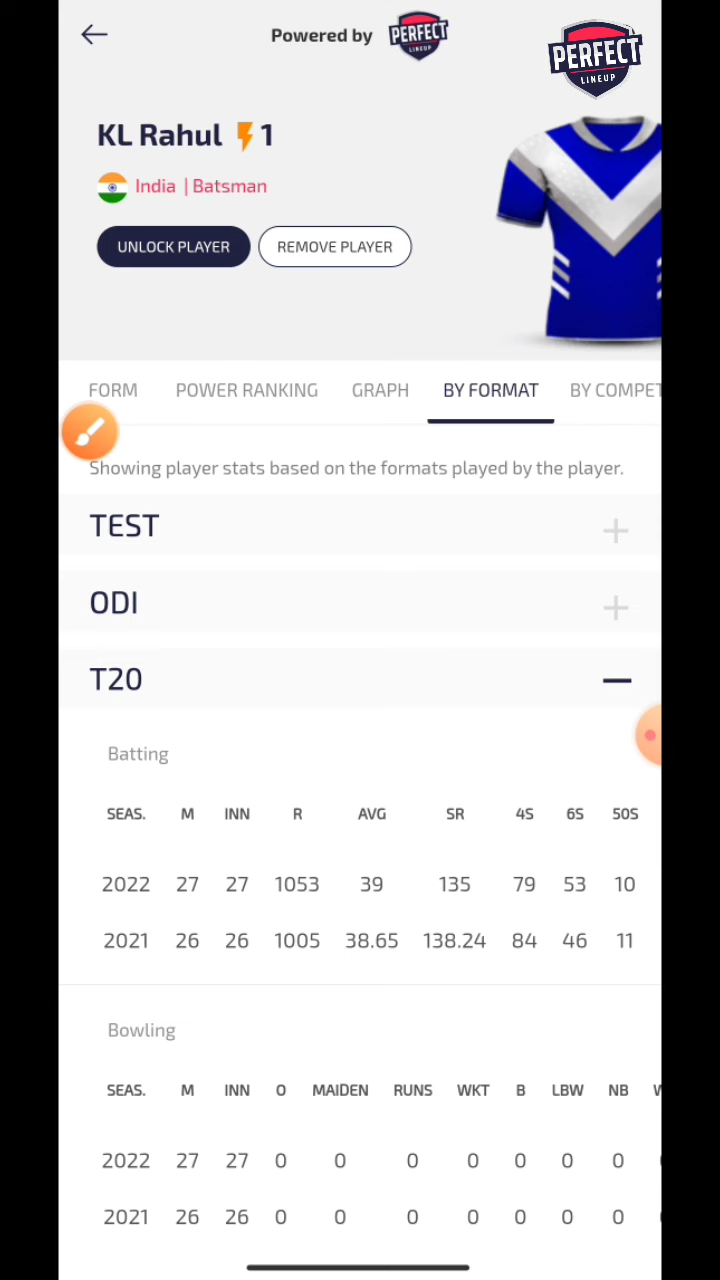 Powered by PERFECT LINEUP
PERFECT LINEUP
KL Rahul 1
India | Batsman
UNLOCK PLAYER REMOVE PLAYER
FORM POWER RANKING GRAPH BY FORMAT BY COMPET
Showing player stats based on the formats played by the player.
TEST
ODI
T20
Batting
SEAS. M INN R AVG SR 4S 6S 50S
2022 27 27 1053 39 135 79 53 10
2021 26 26 1005 38.65 138.24 84 46 11
Bowling
SEAS. M INN O MAIDEN RUNS WKT B LBW NB
2022 27 27 0 0 0 0 0 0 0
2021 26 26 0 0 0 0 0 0 0